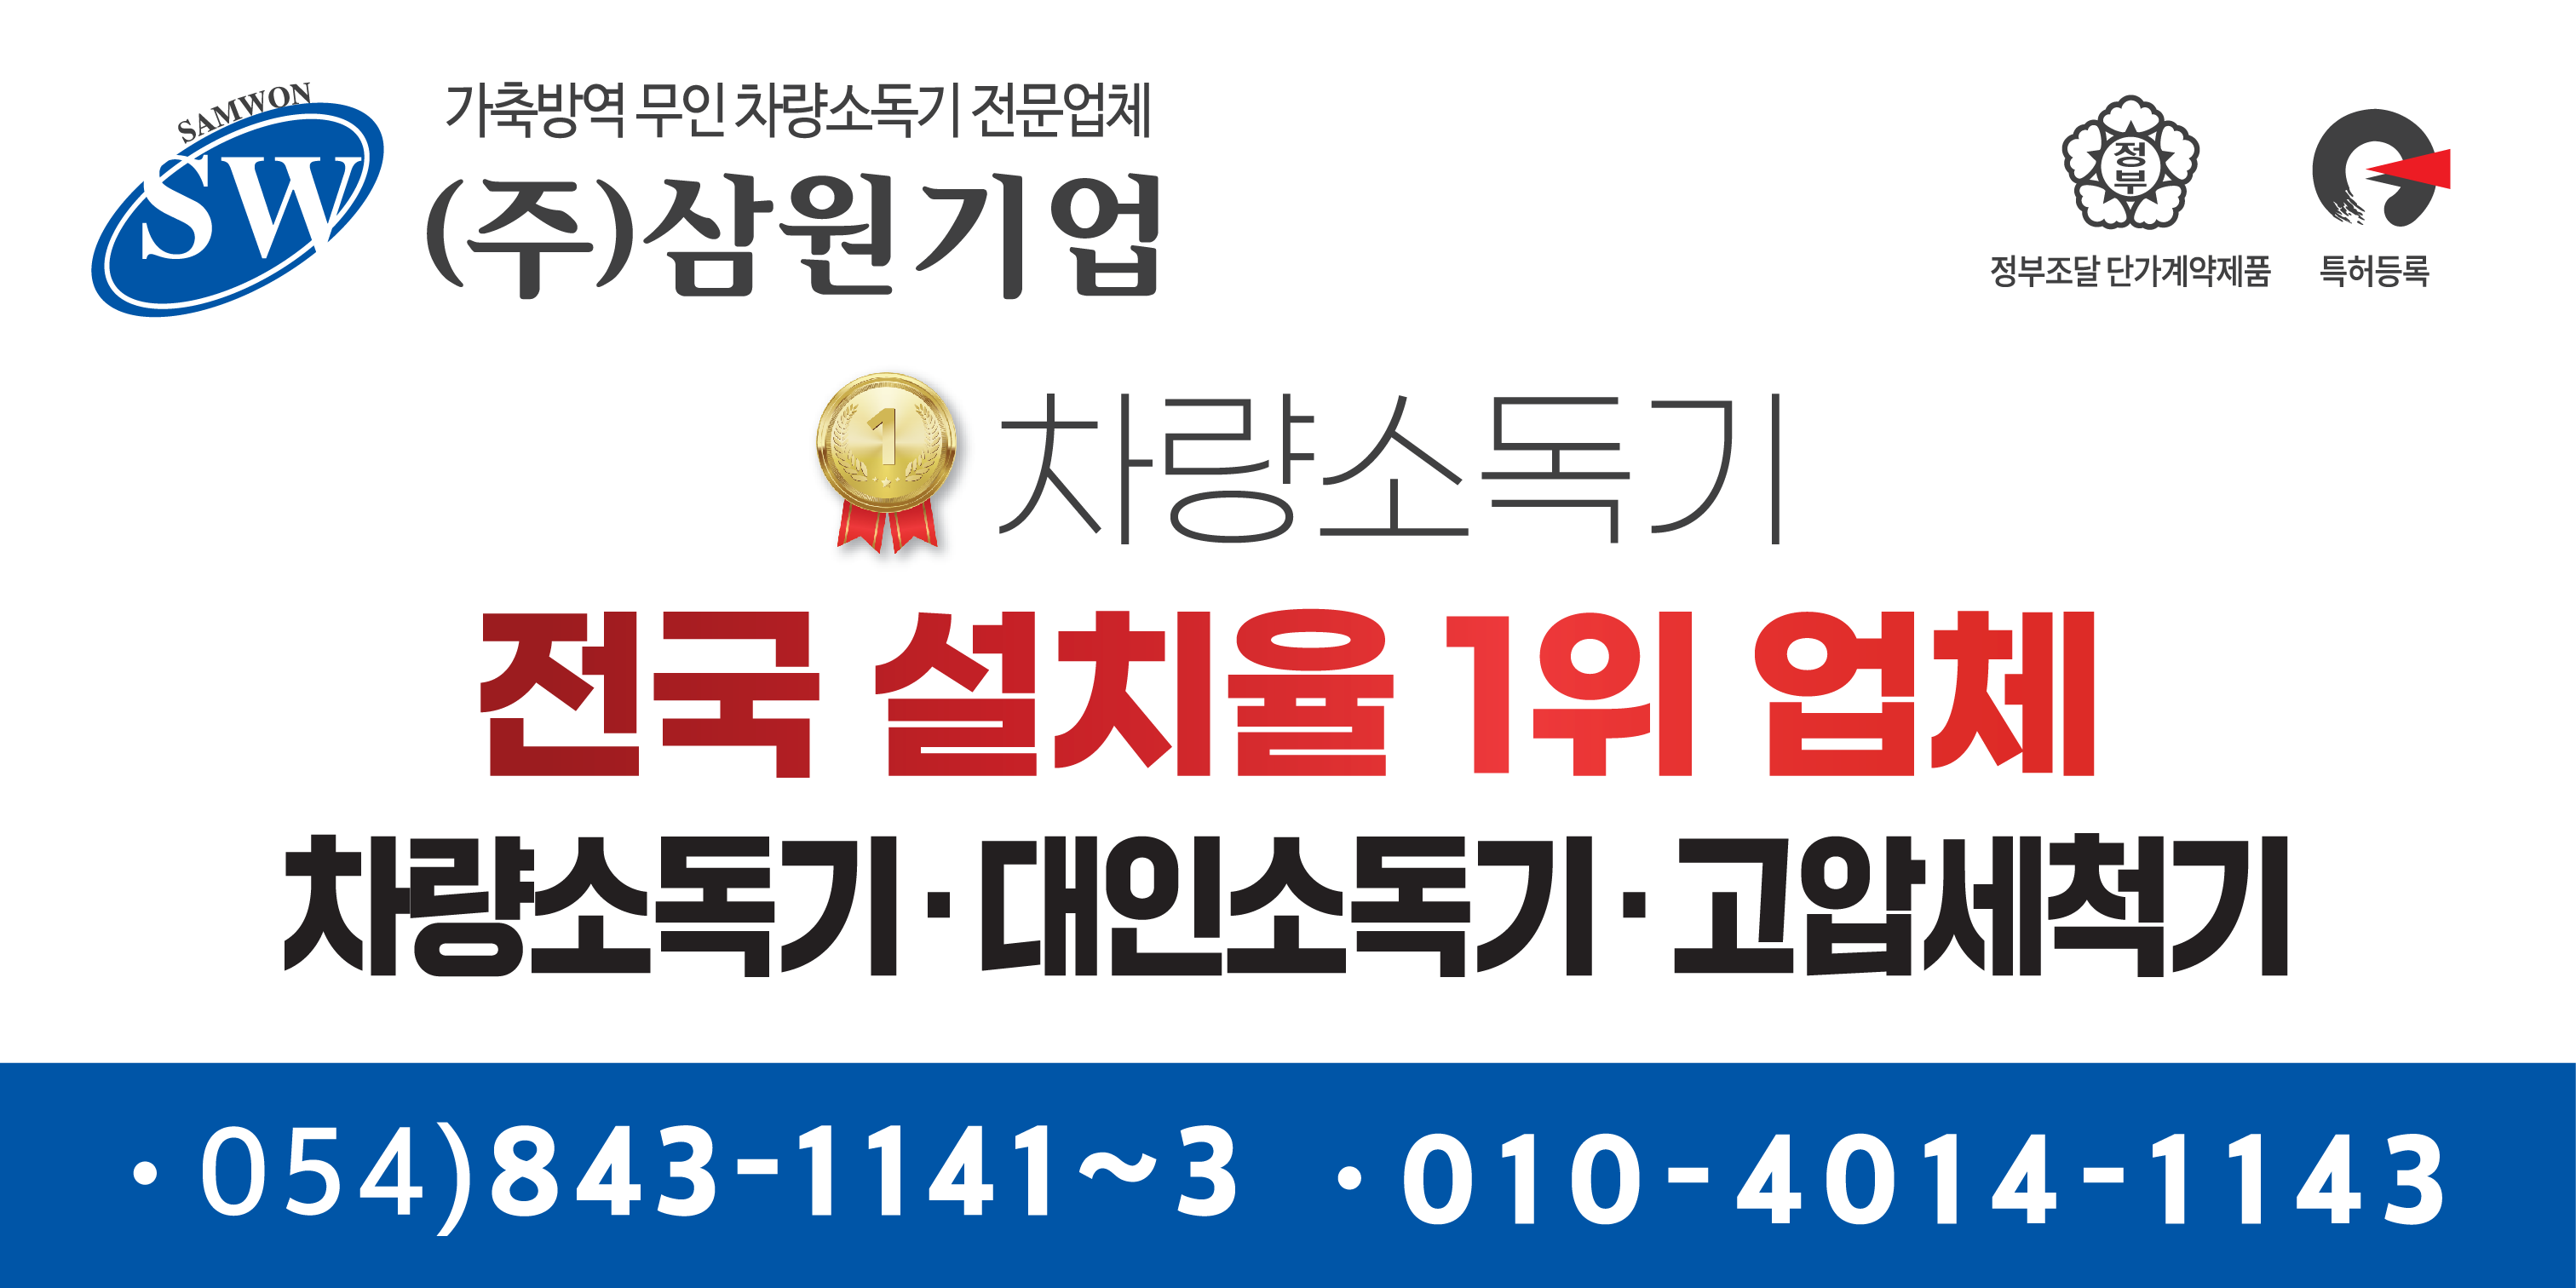 SAMWON
SW
가축방역 무인 차량소독기 전문업체
(주)삼원기업
정부
정부조달 단가계약제품
특허등록
1
차량소독기
전국 설치율 1위 업체
차량소독기·대인소독기·고압세척기
· 054)843-1141~3 · 010-4014-1143